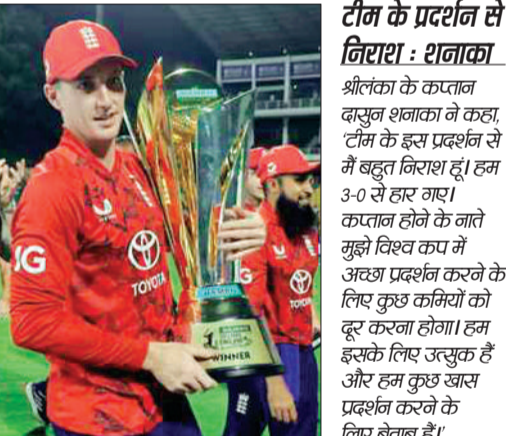 टीम के प्रदर्शन से
निराश : शनाका
श्रीलंका के कप्तान
दासुन शनाका ने कहा,
‘टीम के इस प्रदर्शन से
मैं बहुत निराश हूं। हम
3-0 से हार गए।
कप्तान होने के नाते
मुझे विश्व कप में
अच्छा प्रदर्शन करने के
लिए कुछ कमियों को
दूर करना होगा। हम
इसके लिए उत्सुक हैं
और हम कुछ खास
प्रदर्शन करने के
लिए बेताब हैं।’
IG
TOYOTA
G
TOYOTA
WINNER